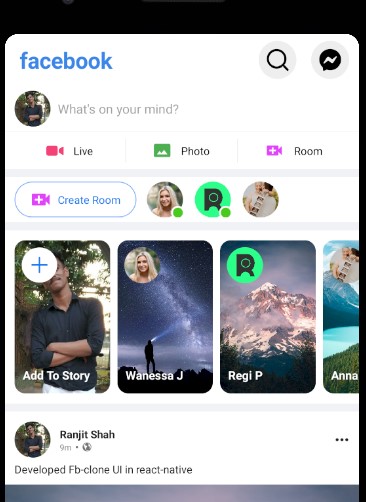 facebook
What's on your mind?
Live
Photo
Room
Create Room
Add To Story
Wanessa J
Regi P
Anna
Ranjit Shah
9m •
Developed Fb-clone UI in react-native